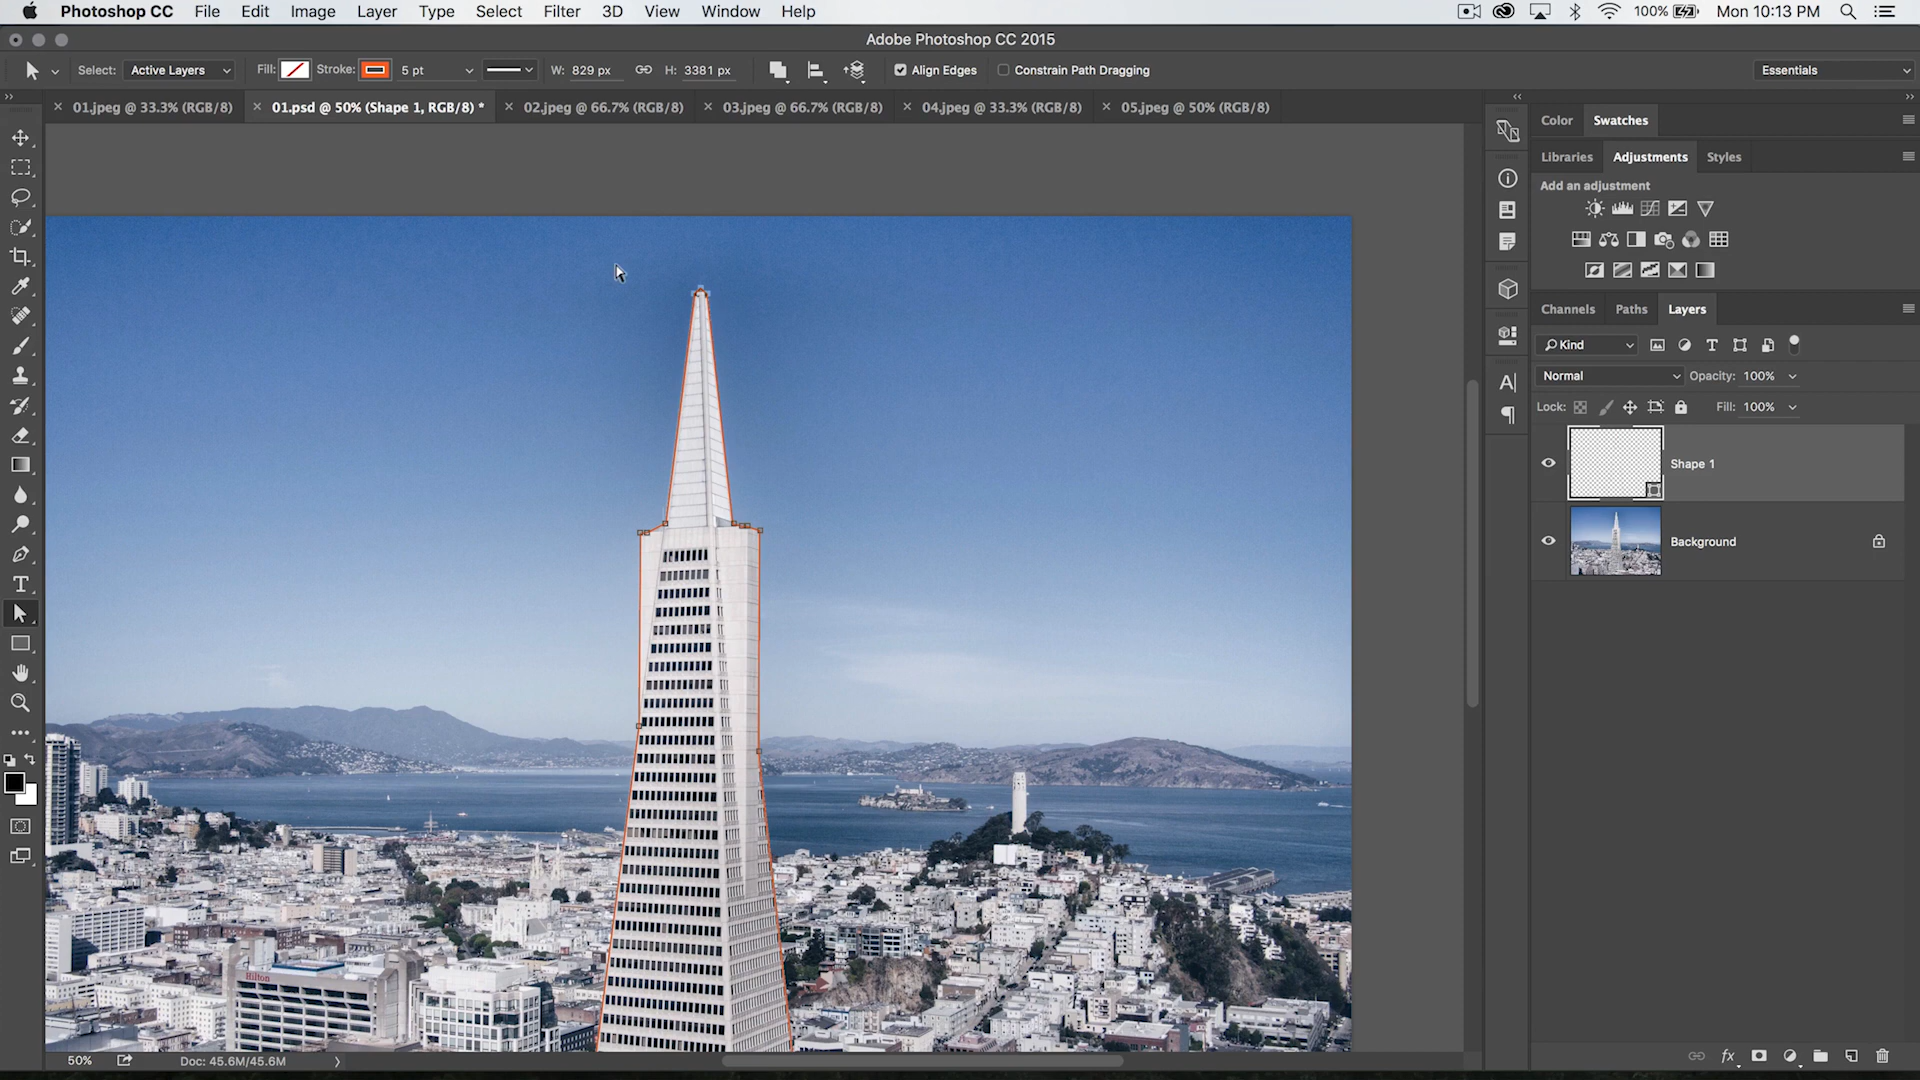 Photoshop CC File Edit Image Layer Type Select Filter 3D View Window Help 100% Mon 10:13 PM
Adobe Photoshop CC 2015
Select: Active Layers Fill: Stroke: 5 pt W: 829 px H: 3381 px Align Edges Constrain Path Dragging Essentials
01.jpeg @ 33.3% (RGB/8) 01.psd @ 50% (Shape 1, RGB/8) * 02.jpeg @ 66.7% (RGB/8) 03.jpeg @ 66.7% (RGB/8) 04.jpeg @ 33.3% (RGB/8) 05.jpeg @ 50% (RGB/8)
Color Swatches
Libraries Adjustments Styles
Add an adjustment
Channels Paths Layers
Kind
Normal Opacity: 100%
Lock: Fill: 100%
Shape 1
Background
Hilton
50% Doc: 45.6M/45.6M